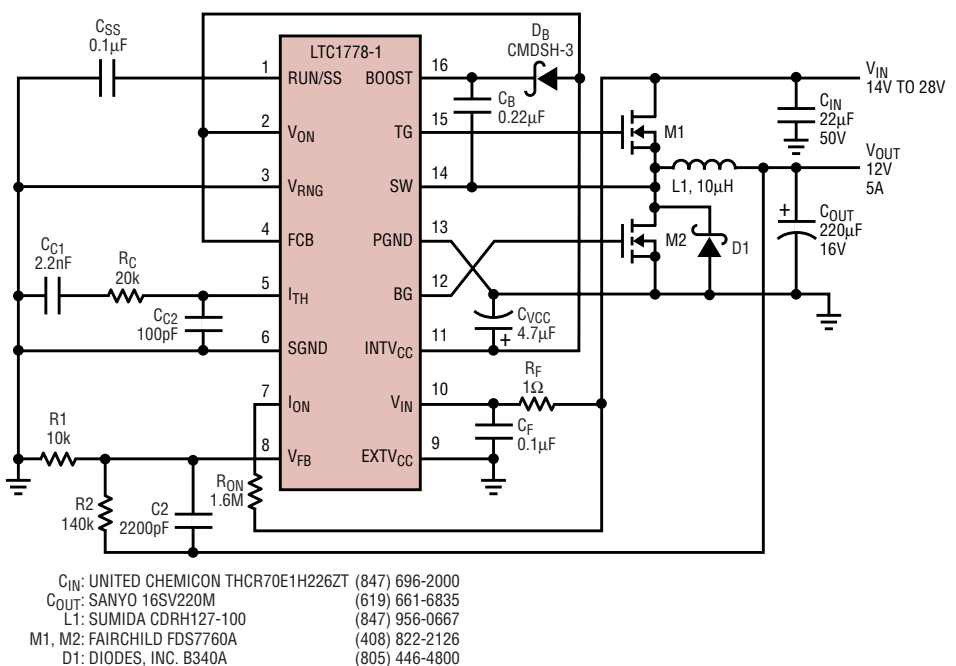 C_SS
0.1µF
D_B
CMDSH-3
LTC1778-1
1 RUN/SS BOOST 16
C_B
0.22µF
V_IN
14V TO 28V
C_IN
22µF
50V
2 V_ON TG 15
M1
V_OUT
12V
5A
3 V_RNG SW 14
L1, 10µH
4 FCB PGND 13
M2
D1
+
C_OUT
220µF
16V
C_C1
2.2nF
R_C
20k
5 I_TH BG 12
C_C2
100pF
C_VCC
4.7µF
+
6 SGND INTV_CC 11
R_F
1Ω
7 I_ON V_IN 10
C_F
0.1µF
R1
10k
8 V_FB EXTV_CC 9
R_ON
1.6M
R2
140k
C2
2200pF
C_IN: UNITED CHEMICON THCR70E1H226ZT (847) 696-2000
C_OUT: SANYO 16SV220M (619) 661-6835
L1: SUMIDA CDRH127-100 (847) 956-0667
M1, M2: FAIRCHILD FDS7760A (408) 822-2126
D1: DIODES, INC. B340A (805) 446-4800